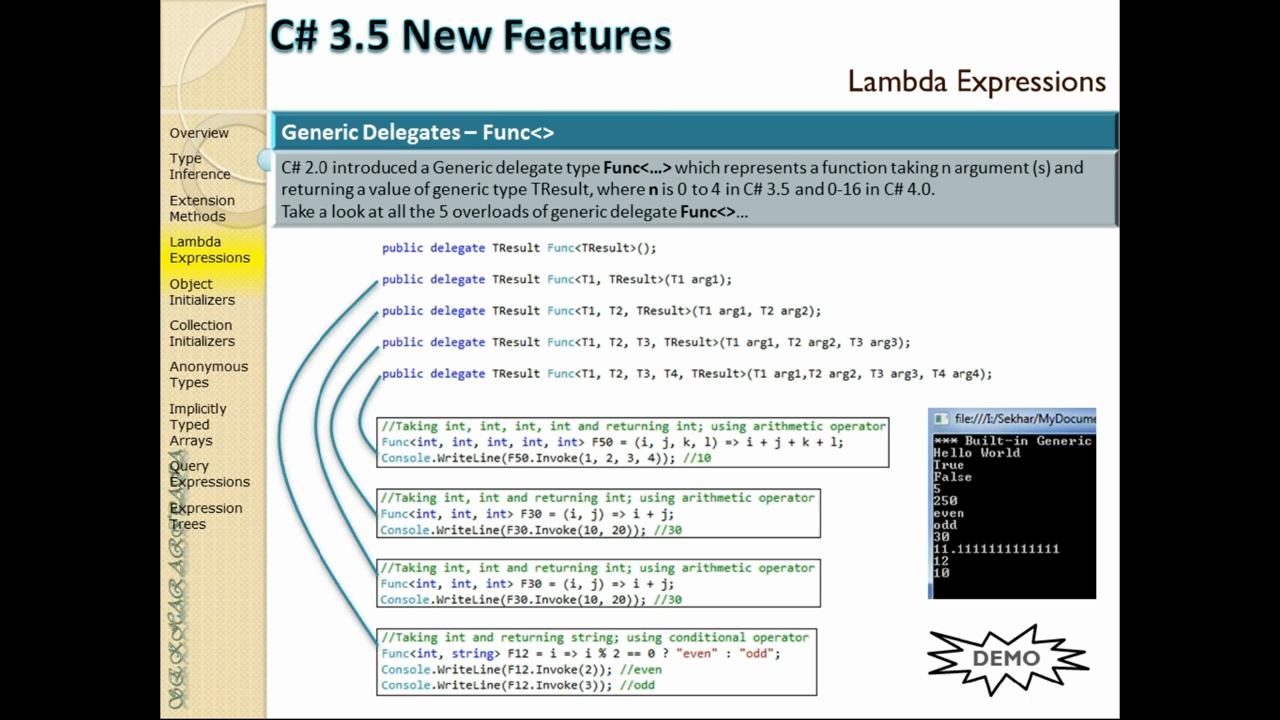 C# 3.5 New Features
Lambda Expressions
Overview
Type
Inference
Extension
Methods
Lambda
Expressions
Object
Initializers
Collection
Initializers
Anonymous
Types
Implicitly
Typed
Arrays
Query
Expressions
Expression
Trees
Generic Delegates – Func<>
C# 2.0 introduced a Generic delegate type Func<...> which represents a function taking n argument (s) and
returning a value of generic type TResult, where n is 0 to 4 in C# 3.5 and 0-16 in C# 4.0.
Take a look at all the 5 overloads of generic delegate Func<>...
public delegate TResult Func<TResult>();
public delegate TResult Func<T1, TResult>(T1 arg1);
public delegate TResult Func<T1, T2, TResult>(T1 arg1, T2 arg2);
public delegate TResult Func<T1, T2, T3, TResult>(T1 arg1, T2 arg2, T3 arg3);
public delegate TResult Func<T1, T2, T3, T4, TResult>(T1 arg1,T2 arg2, T3 arg3, T4 arg4);
//Taking int, int, int, int and returning int; using arithmetic operator
Func<int, int, int, int, int> F50 = (i, j, k, l) => i + j + k + l;
Console.WriteLine(F50.Invoke(1, 2, 3, 4)); //10
//Taking int, int and returning int; using arithmetic operator
Func<int, int, int> F30 = (i, j) => i + j;
Console.WriteLine(F30.Invoke(10, 20)); //30
//Taking int, int and returning int; using arithmetic operator
Func<int, int, int> F30 = (i, j) => i + j;
Console.WriteLine(F30.Invoke(10, 20)); //30
//Taking int and returning string; using conditional operator
Func<int, string> F12 = i => i % 2 == 0 ? "even" : "odd";
Console.WriteLine(F12.Invoke(2)); //even
Console.WriteLine(F12.Invoke(3)); //odd
file:///I:/Sekhar/MyDocume
*** Built-in Generic
Hello World
True
False
5
250
even
odd
30
11.1111111111111
12
10
DEMO